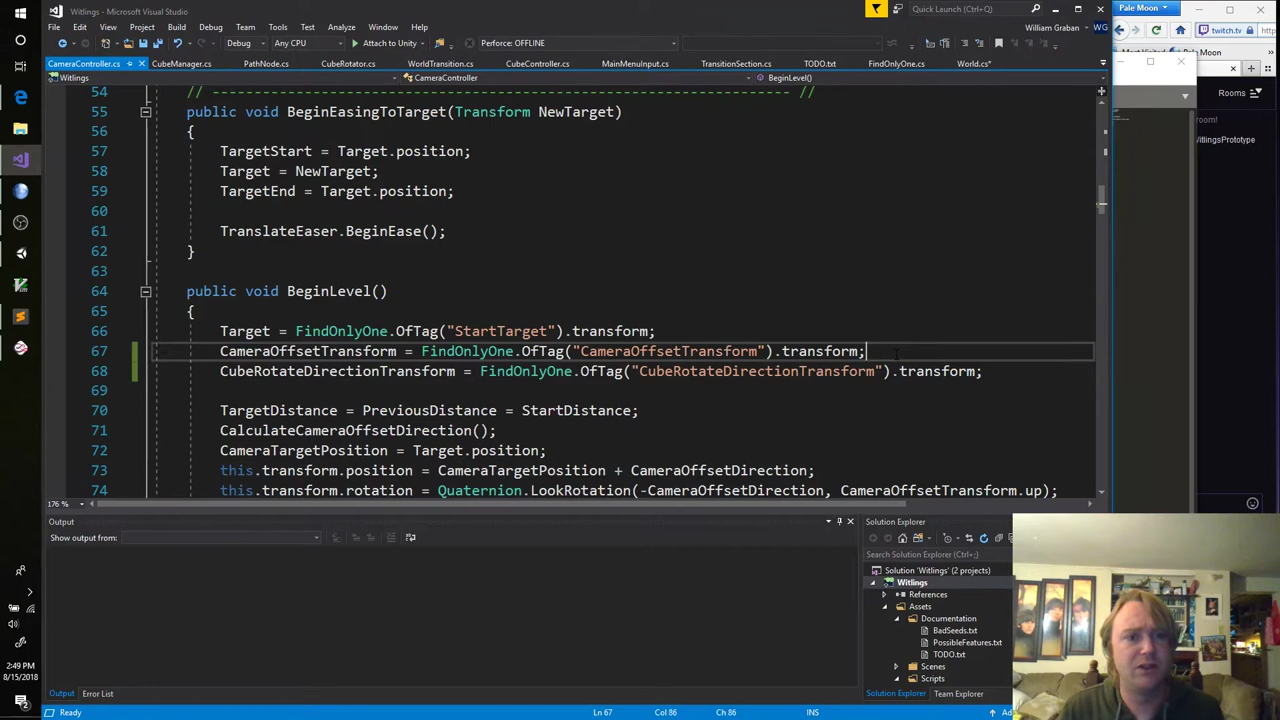 Witlings - Microsoft Visual Studio
Quick Launch (Ctrl+Q)
Pale Moon
File Edit View Project Build Debug Team Tools Test Analyze Window Help
William Graban WG
twitch.tv
Debug Any CPU Attach to Unity Perforce: OFFLINE
CameraController.cs CubeManager.cs PathNode.cs CubeRotator.cs WorldTransition.cs CubeController.cs MainMenuInput.cs TransitionSection.cs TODO.txt FindOnlyOne.cs World.cs*
Witlings CameraController BeginLevel()
Rooms
room!
WitlingsPrototype
54 // ---------------------------------------------------------------------- //
55 public void BeginEasingToTarget(Transform NewTarget)
56 {
57 TargetStart = Target.position;
58 Target = NewTarget;
59 TargetEnd = Target.position;
60
61 TranslateEaser.BeginEase();
62 }
63
64 public void BeginLevel()
65 {
66 Target = FindOnlyOne.OfTag("StartTarget").transform;
67 CameraOffsetTransform = FindOnlyOne.OfTag("CameraOffsetTransform").transform;
68 CubeRotateDirectionTransform = FindOnlyOne.OfTag("CubeRotateDirectionTransform").transform;
69
70 TargetDistance = PreviousDistance = StartDistance;
71 CalculateCameraOffsetDirection();
72 CameraTargetPosition = Target.position;
73 this.transform.position = CameraTargetPosition + CameraOffsetDirection;
74 this.transform.rotation = Quaternion.LookRotation(-CameraOffsetDirection, CameraOffsetTransform.up);
176 %
Output
Show output from:
Solution Explorer
Search Solution Explorer (Ctrl+;)
Solution 'Witlings' (2 projects)
Witlings
References
Assets
Documentation
BadSeeds.txt
PossibleFeatures.txt
TODO.txt
Scenes
Scripts
Output Error List
Solution Explorer Team Explorer
Ready Ln 67 Col 86 Ch 86 INS
2:49 PM
8/15/2018
2